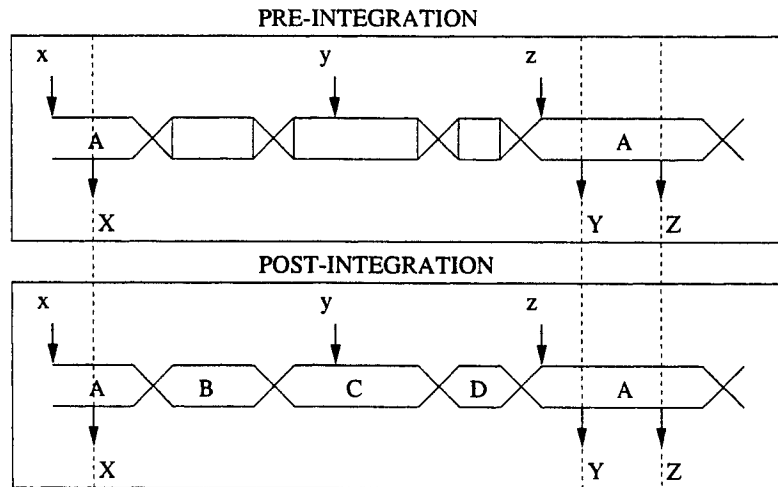 PRE-INTEGRATION
x y z
A A
X Y Z
POST-INTEGRATION
x y z
A B C D A
X Y Z